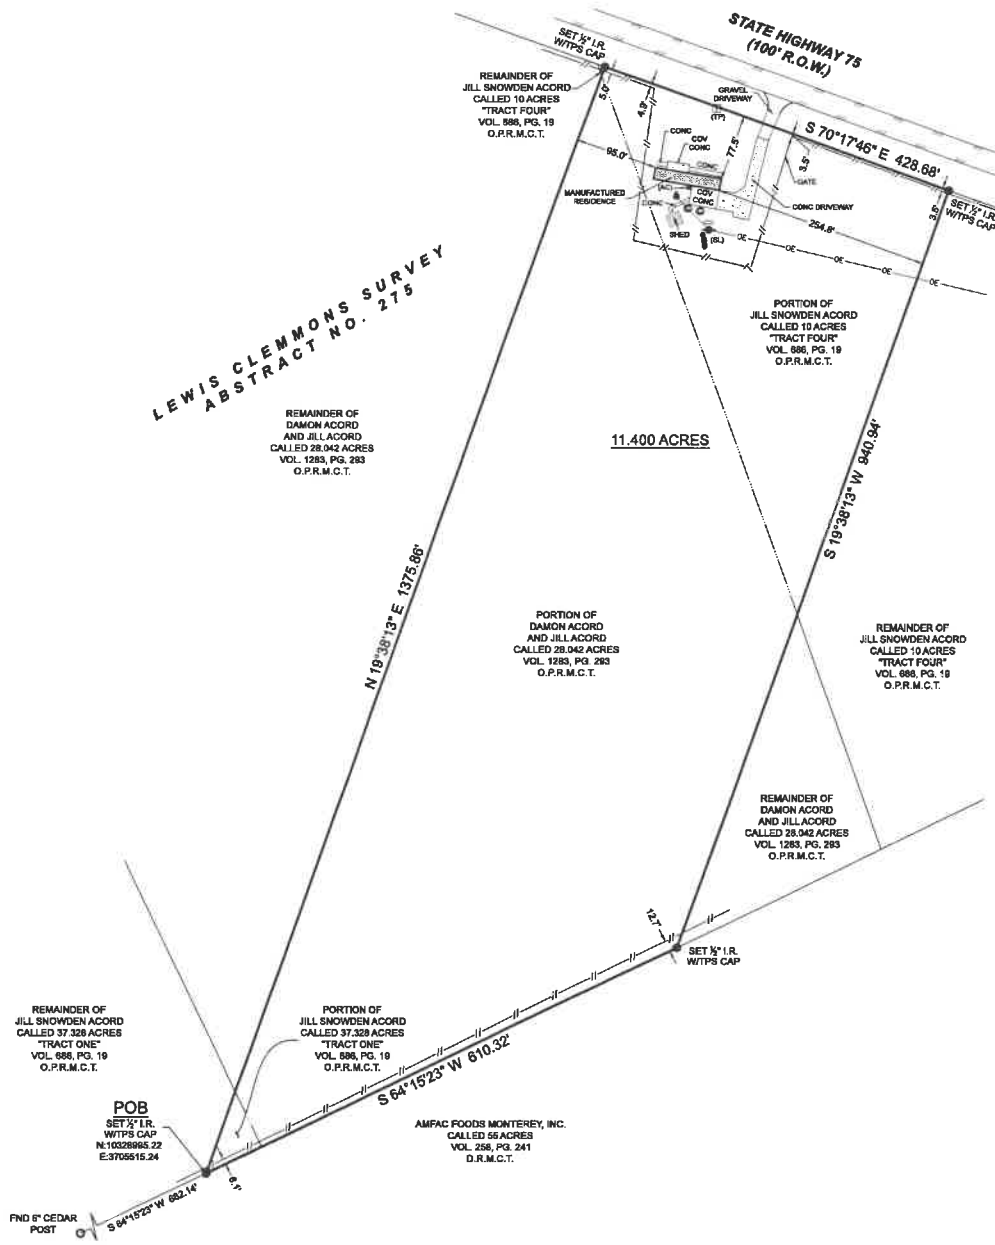 STATE HIGHWAY 75
(100' R.O.W.)
SET ½" I.R.
W/TPS CAP
REMAINDER OF
JILL SNOWDEN ACORD
CALLED 10 ACRES
"TRACT FOUR"
VOL. 686, PG. 19
O.P.R.M.C.T.
5.0'
4.9'
GRAVEL
DRIVEWAY
(TP)
S 70°17'46" E 428.68'
CONC
COV
CONC
CONC
77.5'
95.0'
3.5'
GATE
MANUFACTURED
RESIDENCE
(AC)
COV
CONC
CONC
CONC DRIVEWAY
SET ½" I.R.
W/TPS CAP
3.5'
SHED
(SL)
254.8'
OE
OE
OE
OE
OE
LEWIS CLEMMONS SURVEY
ABSTRACT NO. 275
PORTION OF
JILL SNOWDEN ACORD
CALLED 10 ACRES
"TRACT FOUR"
VOL. 686, PG. 19
O.P.R.M.C.T.
REMAINDER OF
DAMON ACORD
AND JILL ACORD
CALLED 28.042 ACRES
VOL. 1283, PG. 293
O.P.R.M.C.T.
11.400 ACRES
S 19°38'13" W 940.94'
N 19°38'13" E 1375.86'
PORTION OF
DAMON ACORD
AND JILL ACORD
CALLED 28.042 ACRES
VOL. 1283, PG. 293
O.P.R.M.C.T.
REMAINDER OF
JILL SNOWDEN ACORD
CALLED 10 ACRES
"TRACT FOUR"
VOL. 686, PG. 19
O.P.R.M.C.T.
REMAINDER OF
DAMON ACORD
AND JILL ACORD
CALLED 28.042 ACRES
VOL. 1283, PG. 293
O.P.R.M.C.T.
12.7'
SET ½" I.R.
W/TPS CAP
REMAINDER OF
JILL SNOWDEN ACORD
CALLED 37.328 ACRES
"TRACT ONE"
VOL. 686, PG. 19
O.P.R.M.C.T.
PORTION OF
JILL SNOWDEN ACORD
CALLED 37.328 ACRES
"TRACT ONE"
VOL. 686, PG. 19
O.P.R.M.C.T.
S 64°15'23" W 610.32'
POB
SET ½" I.R.
W/TPS CAP
N:10328995.22
E:3705515.24
AMFAC FOODS MONTEREY, INC.
CALLED 55 ACRES
VOL. 258, PG. 241
D.R.M.C.T.
6.1'
S 64°15'23" W 662.14'
FND 6" CEDAR
POST